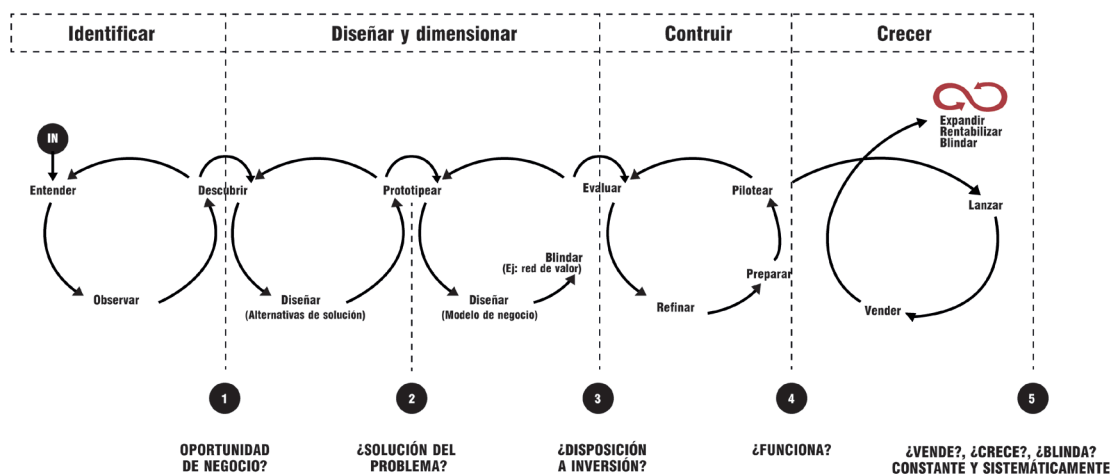 Identificar
Diseñar y dimensionar
Contruir
Crecer
IN
Expandir
Rentabilizar
Blindar
Entender
Descubrir
Prototipear
Evaluar
Pilotear
Lanzar
Blindar
(Ej: red de valor)
Preparar
Observar
Diseñar
(Alternativas de solución)
Diseñar
(Modelo de negocio)
Refinar
Vender
1
2
3
4
5
OPORTUNIDAD
DE NEGOCIO?
¿SOLUCIÓN DEL
PROBLEMA?
¿DISPOSICIÓN
A INVERSIÓN?
¿FUNCIONA?
¿VENDE?, ¿CRECE?, ¿BLINDA?
CONSTANTE Y SISTEMÁTICAMENTE